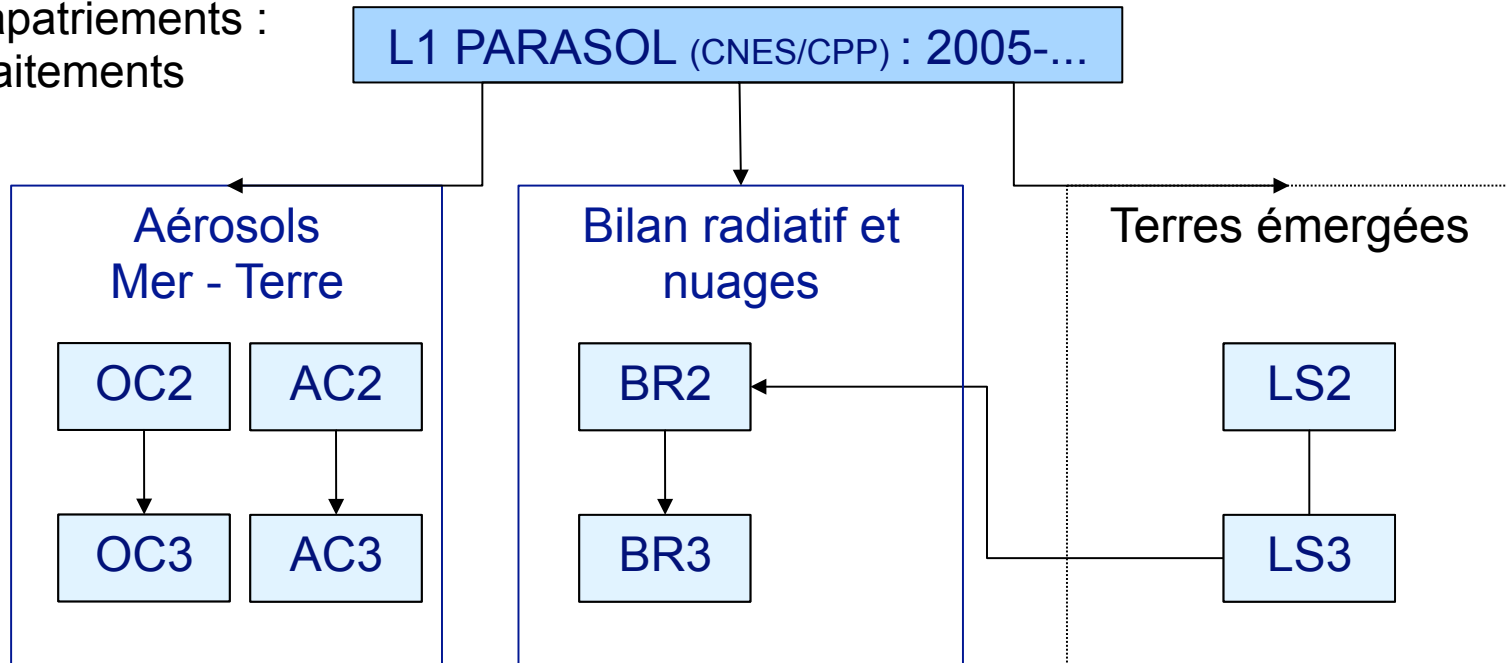 apatriements :
aitements
L1 PARASOL (CNES/CPP) : 2005-...
Aérosols
Mer - Terre
Bilan radiatif et
nuages
Terres émergées
OC2
AC2
BR2
LS2
OC3
AC3
BR3
LS3